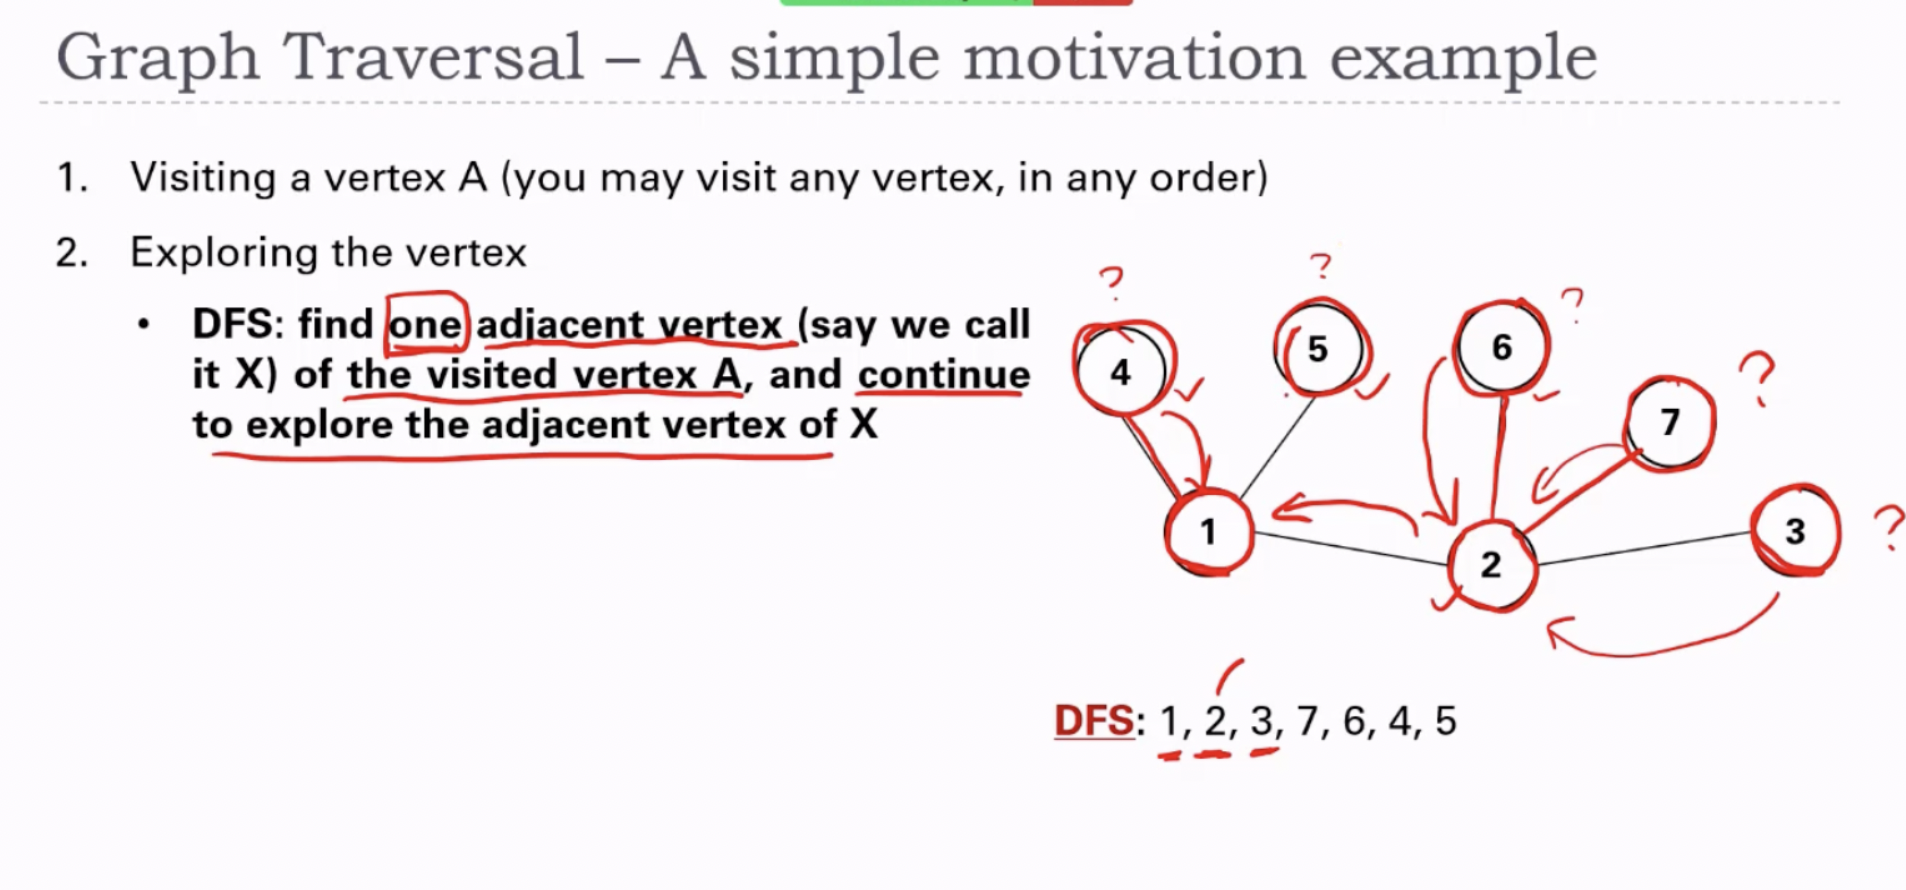 Graph Traversal – A simple motivation example
1. Visiting a vertex A (you may visit any vertex, in any order)
2. Exploring the vertex
• DFS: find one adjacent vertex (say we call
it X) of the visited vertex A, and continue
to explore the adjacent vertex of X
?
?
?
?
?
4
5
6
7
1
2
3
DFS: 1, 2, 3, 7, 6, 4, 5